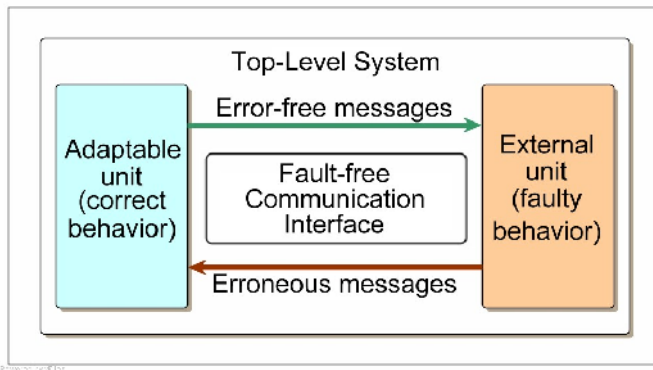 Top-Level System
Error-free messages
Adaptable
unit
(correct
behavior)
Fault-free
Communication
Interface
External
unit
(faulty
behavior)
Erroneous messages